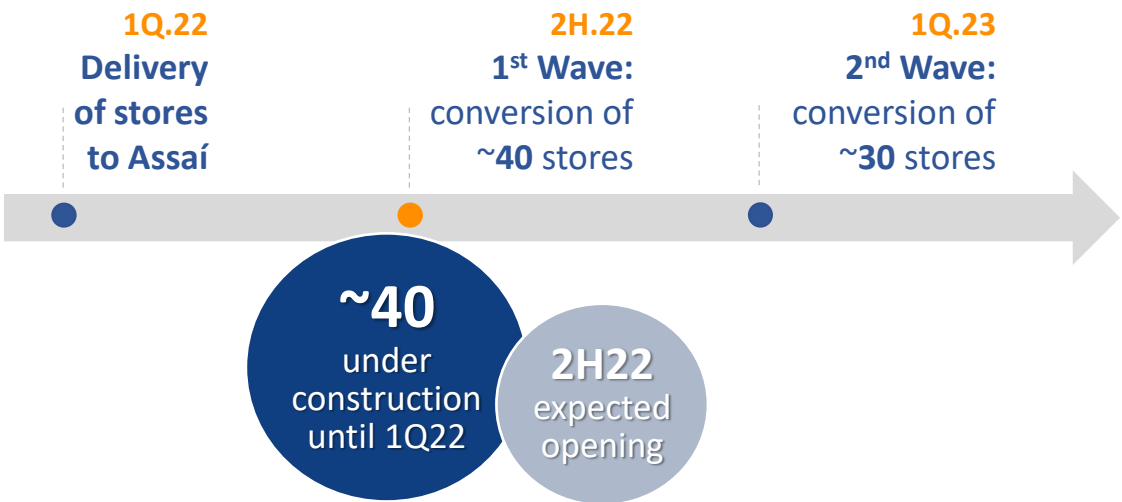 1Q.22
Delivery
of stores
to Assaí
2H.22
1st Wave:
conversion of
~40 stores
1Q.23
2nd Wave:
conversion of
~30 stores
~40
under
construction
until 1Q22
2H22
expected
opening